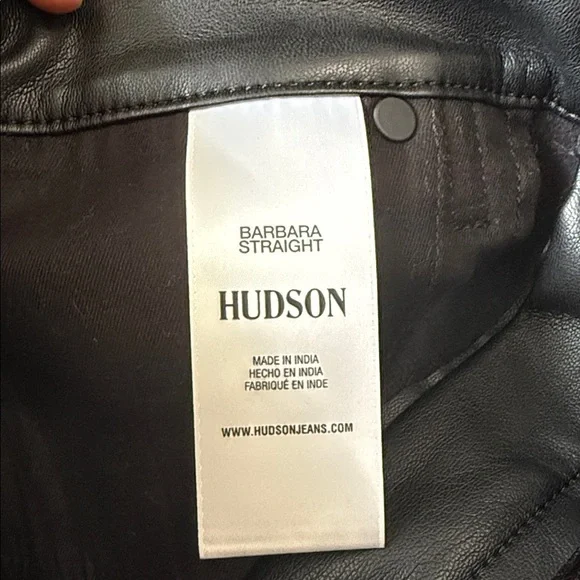 BARBARA
STRAIGHT
HUDSON
MADE IN INDIA
HECHO EN INDIA
FABRIQUÉ EN INDE
WWW.HUDSONJEANS.COM